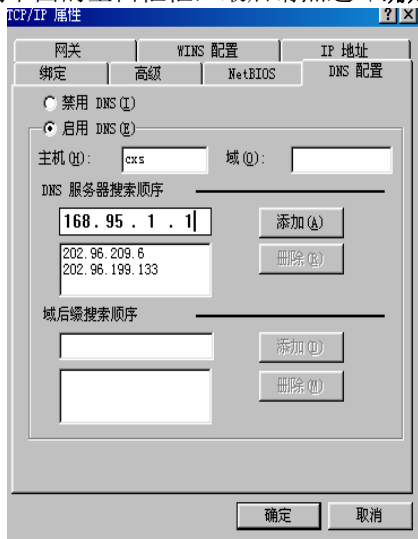 TCP/IP 属性
网关 WINS 配置 IP 地址
绑定 高级 NetBIOS DNS 配置
禁用 DNS(I)
启用 DNS(E)
主机(H): cxs 域(O):
DNS 服务器搜索顺序
168.95.1.1 添加(A)
202.96.209.6 删除(R)
202.96.199.133
域后缀搜索顺序
添加(D)
删除(M)
确定 取消